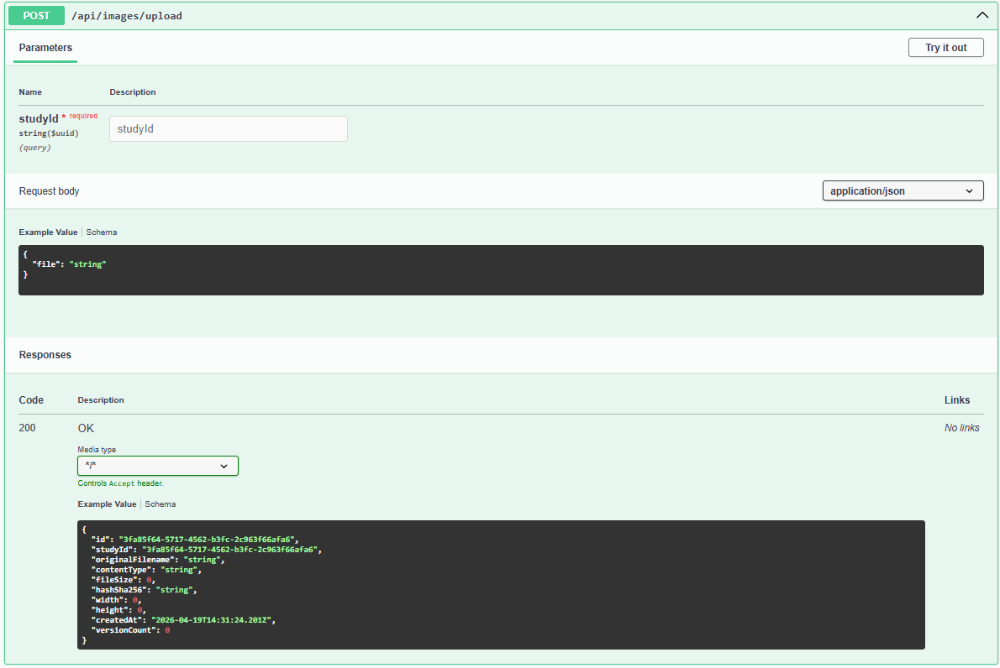 POST /api/images/upload
Parameters
Try it out
Name Description
studyId * required
string($uuid)
(query)
studyId
Request body
application/json
Example Value Schema
{
  "file": "string"
}
Responses
Code Description Links
200 OK No links
Media type
*/*
Controls Accept header.
Example Value Schema
{
  "id": "3fa85f64-5717-4562-b3fc-2c963f66afa6",
  "studyId": "3fa85f64-5717-4562-b3fc-2c963f66afa6",
  "originalFilename": "string",
  "contentType": "string",
  "fileSize": 0,
  "hashSha256": "string",
  "width": 0,
  "height": 0,
  "createdAt": "2026-04-19T14:31:24.201Z",
  "versionCount": 0
}